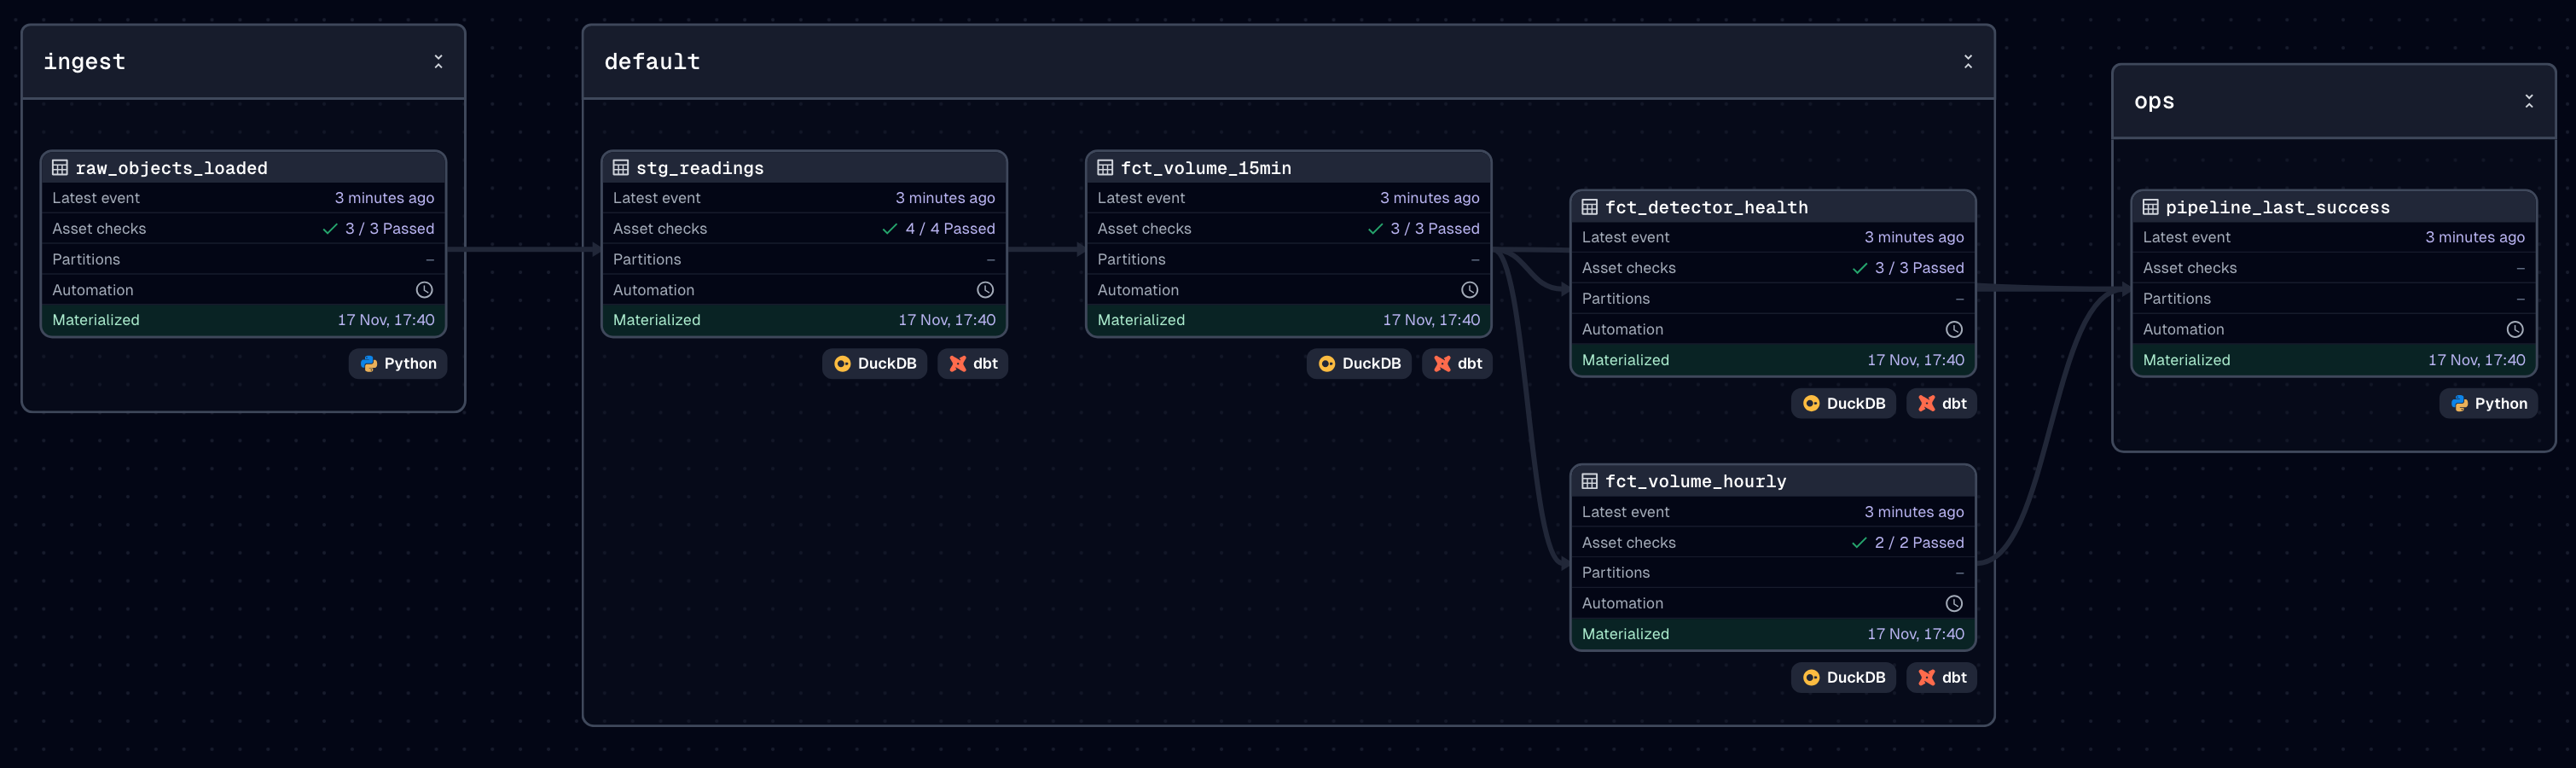 ingest
raw_objects_loaded
Latest event 3 minutes ago
Asset checks 3 / 3 Passed
Partitions –
Automation
Materialized 17 Nov, 17:40
Python
default
stg_readings
Latest event 3 minutes ago
Asset checks 4 / 4 Passed
Partitions –
Automation
Materialized 17 Nov, 17:40
DuckDB dbt
fct_volume_15min
Latest event 3 minutes ago
Asset checks 3 / 3 Passed
Partitions –
Automation
Materialized 17 Nov, 17:40
DuckDB dbt
fct_detector_health
Latest event 3 minutes ago
Asset checks 3 / 3 Passed
Partitions –
Automation
Materialized 17 Nov, 17:40
DuckDB dbt
fct_volume_hourly
Latest event 3 minutes ago
Asset checks 2 / 2 Passed
Partitions –
Automation
Materialized 17 Nov, 17:40
DuckDB dbt
ops
pipeline_last_success
Latest event 3 minutes ago
Asset checks –
Partitions –
Automation
Materialized 17 Nov, 17:40
Python